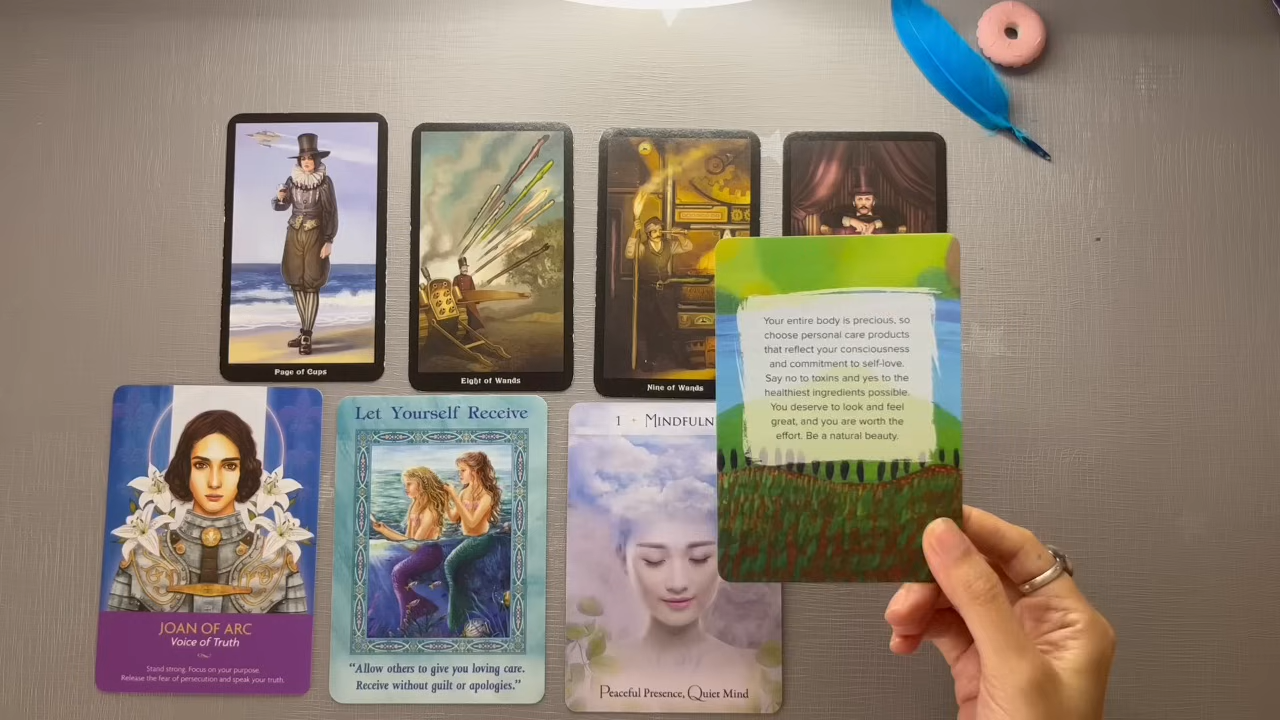 Page of Cups
Eight of Wands
Nine of Wands
Your entire body is precious, so
choose personal care products
that reflect your consciousness
and commitment to self-love.
Say no to toxins and yes to the
healthiest ingredients possible.
You deserve to look and feel
great, and you are worth the
effort. Be a natural beauty.
JOAN OF ARC
Voice of Truth
Stand strong. Focus on your purpose.
Release the fear of persecution and speak your truth.
Let Yourself Receive
"Allow others to give you loving care.
Receive without guilt or apologies."
1 • MINDFULN
Peaceful Presence, Quiet Mind